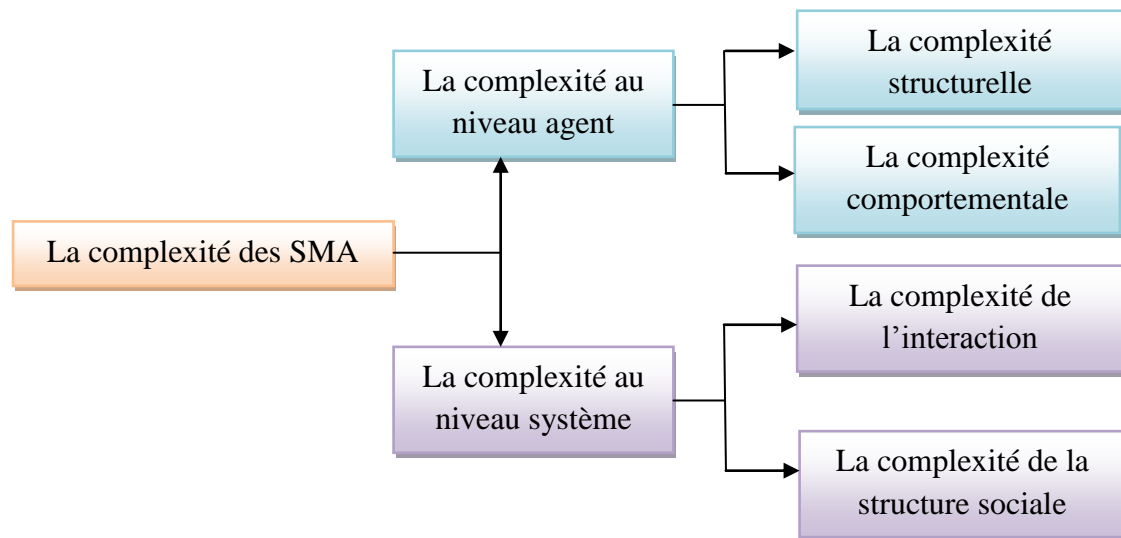 La complexité des SMA
La complexité au
niveau agent
La complexité
structurelle
La complexité
comportementale
La complexité au
niveau système
La complexité de
l’interaction
La complexité de la
structure sociale